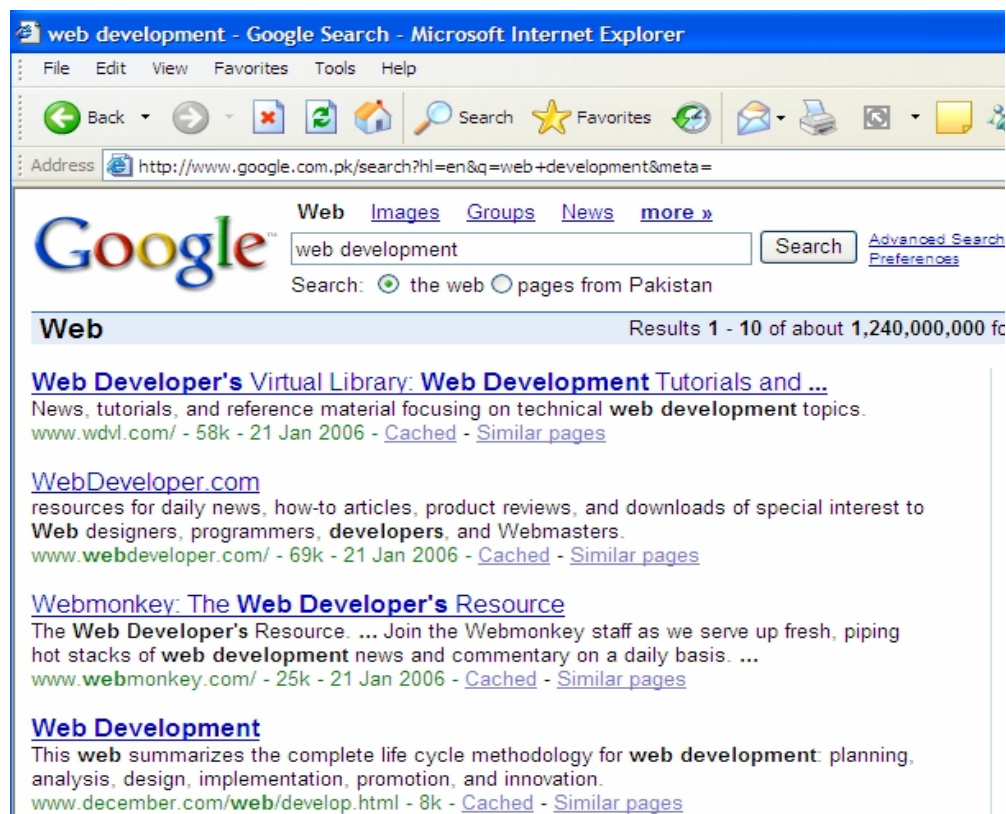 web development - Google Search - Microsoft Internet Explorer
File Edit View Favorites Tools Help
Back Search Favorites
Address http://www.google.com.pk/search?hl=en&q=web+development&meta=
Google™ Web Images Groups News more »
web development Search Advanced Search
Preferences
Search: the web pages from Pakistan
Web Results 1 - 10 of about 1,240,000,000 fo
Web Developer's Virtual Library: Web Development Tutorials and ...
News, tutorials, and reference material focusing on technical web development topics.
www.wdvl.com/ - 58k - 21 Jan 2006 - Cached - Similar pages
WebDeveloper.com
resources for daily news, how-to articles, product reviews, and downloads of special interest to
Web designers, programmers, developers, and Webmasters.
www.webdeveloper.com/ - 69k - 21 Jan 2006 - Cached - Similar pages
Webmonkey: The Web Developer's Resource
The Web Developer's Resource. ... Join the Webmonkey staff as we serve up fresh, piping
hot stacks of web development news and commentary on a daily basis. ...
www.webmonkey.com/ - 25k - 21 Jan 2006 - Cached - Similar pages
Web Development
This web summarizes the complete life cycle methodology for web development: planning,
analysis, design, implementation, promotion, and innovation.
www.december.com/web/develop.html - 8k - Cached - Similar pages